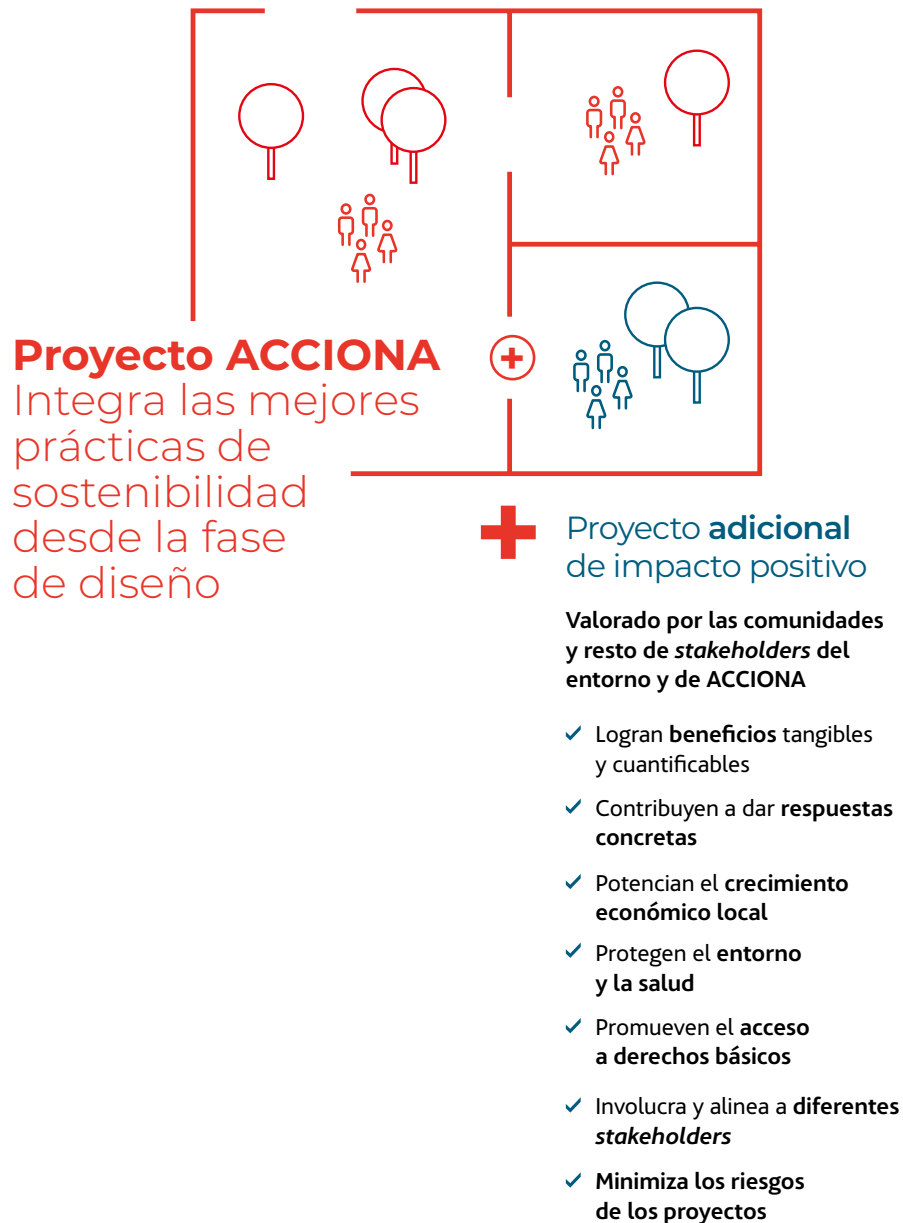 Proyecto ACCIONA
Integra las mejores
prácticas de
sostenibilidad
desde la fase
de diseño
Proyecto adicional
de impacto positivo
Valorado por las comunidades
y resto de stakeholders del
entorno y de ACCIONA
Logran beneficios tangibles
y cuantificables
Contribuyen a dar respuestas
concretas
Potencian el crecimiento
económico local
Protegen el entorno
y la salud
Promueven el acceso
a derechos básicos
Involucra y alinea a diferentes
stakeholders
Minimiza los riesgos
de los proyectos